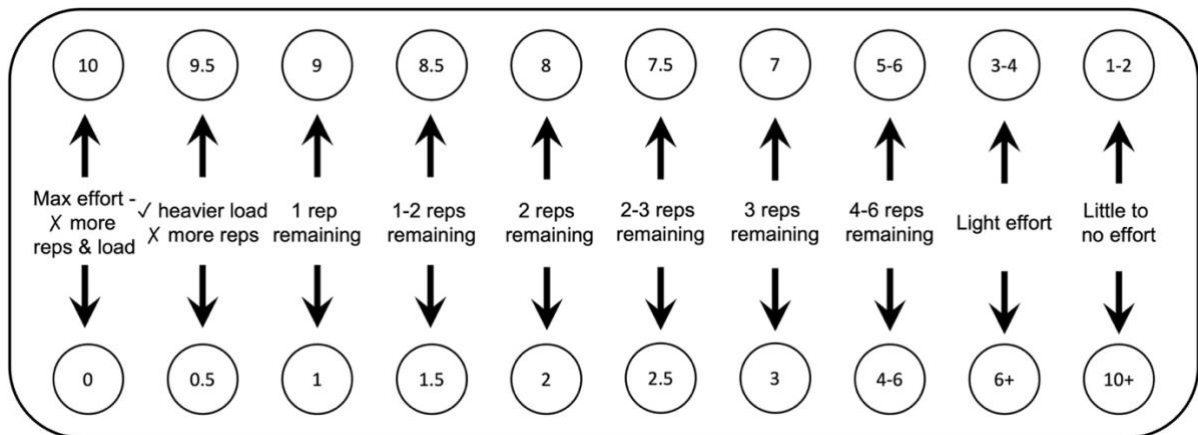 10
9.5
9
8.5
8
7.5
7
5-6
3-4
1-2
Max effort -
✗ more
reps & load
✓ heavier load
✗ more reps
1 rep
remaining
1-2 reps
remaining
2 reps
remaining
2-3 reps
remaining
3 reps
remaining
4-6 reps
remaining
Light effort
Little to
no effort
0
0.5
1
1.5
2
2.5
3
4-6
6+
10+